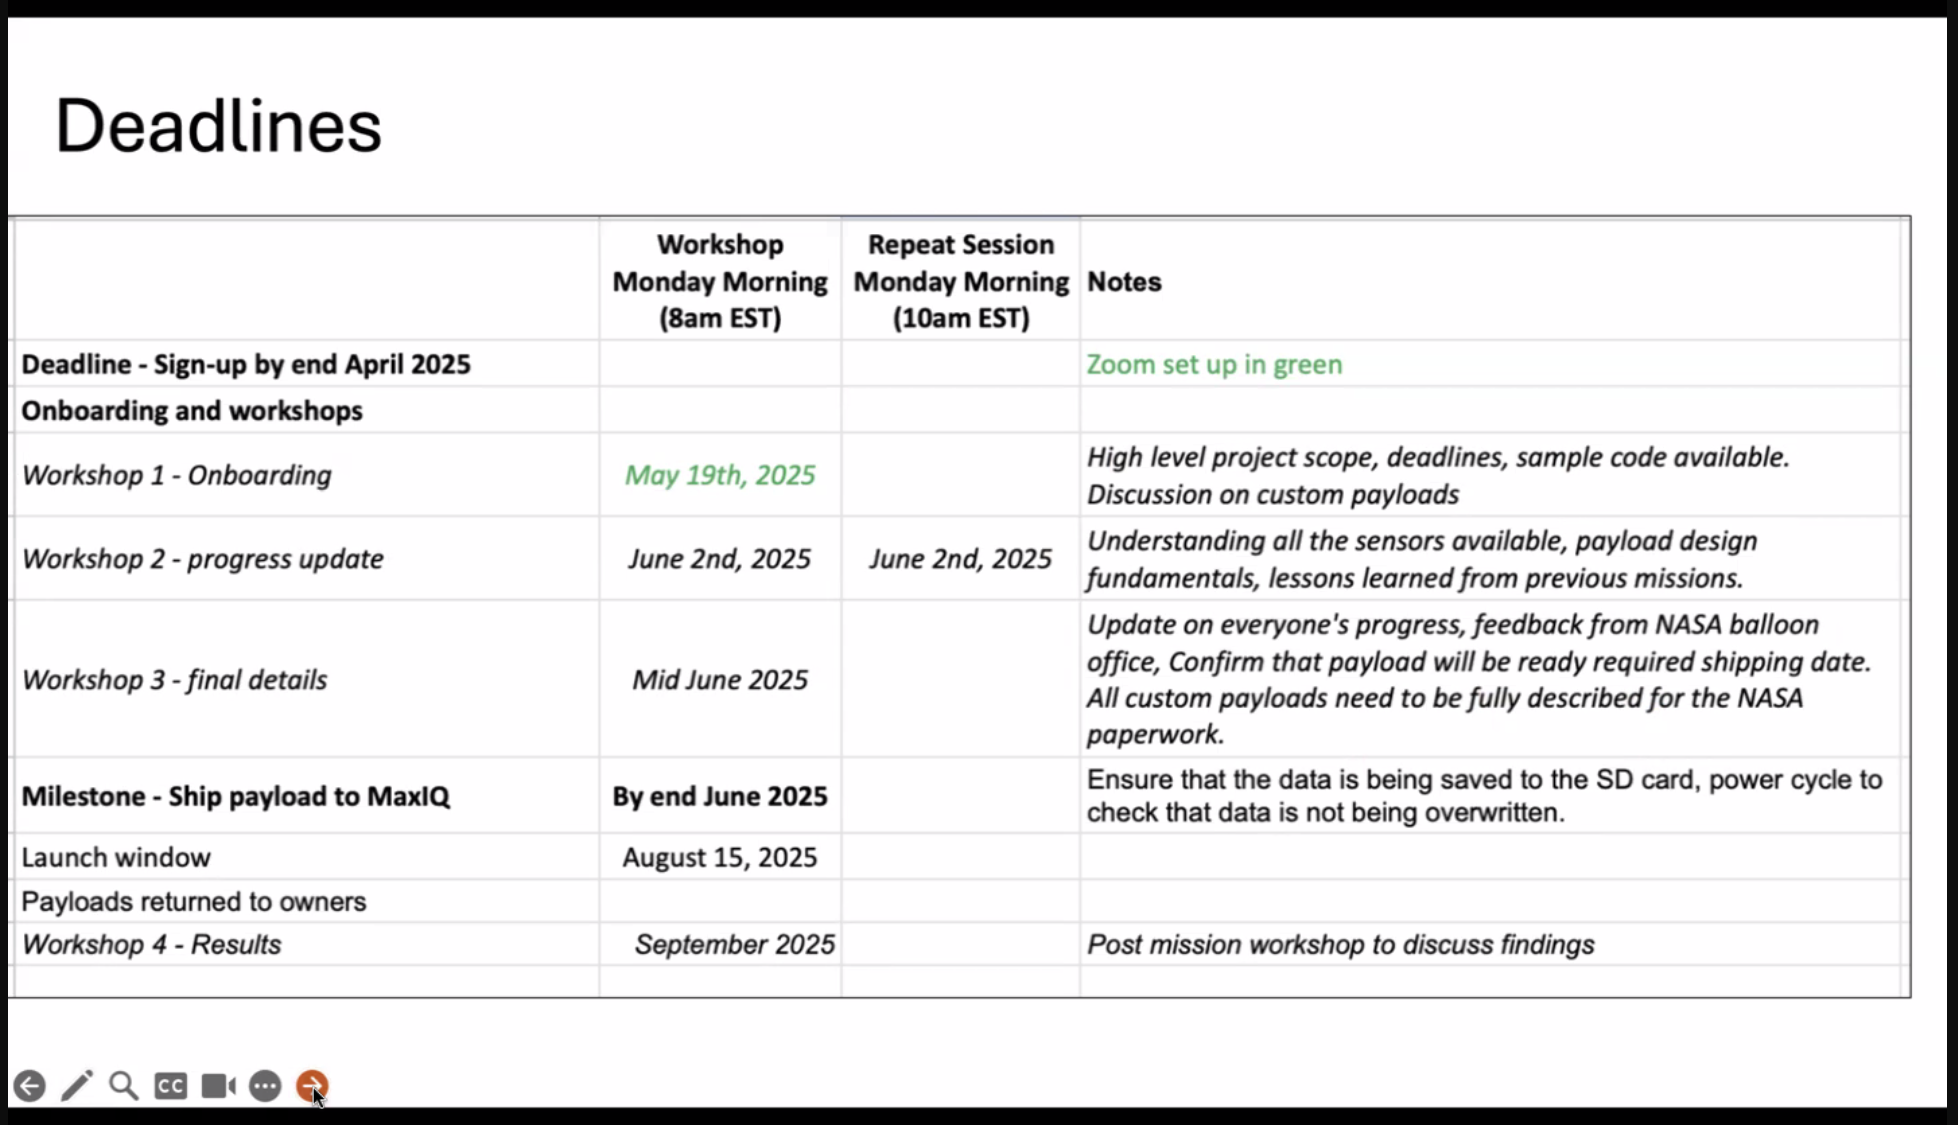 Deadlines
Workshop
Monday Morning
(8am EST)
Repeat Session
Monday Morning
(10am EST)
Notes
Deadline - Sign-up by end April 2025
Zoom set up in green
Onboarding and workshops
Workshop 1 - Onboarding
May 19th, 2025
High level project scope, deadlines, sample code available.
Discussion on custom payloads
Workshop 2 - progress update
June 2nd, 2025
June 2nd, 2025
Understanding all the sensors available, payload design
fundamentals, lessons learned from previous missions.
Workshop 3 - final details
Mid June 2025
Update on everyone's progress, feedback from NASA balloon
office, Confirm that payload will be ready required shipping date.
All custom payloads need to be fully described for the NASA
paperwork.
Milestone - Ship payload to MaxIQ
By end June 2025
Ensure that the data is being saved to the SD card, power cycle to
check that data is not being overwritten.
Launch window
August 15, 2025
Payloads returned to owners
Workshop 4 - Results
September 2025
Post mission workshop to discuss findings
CC